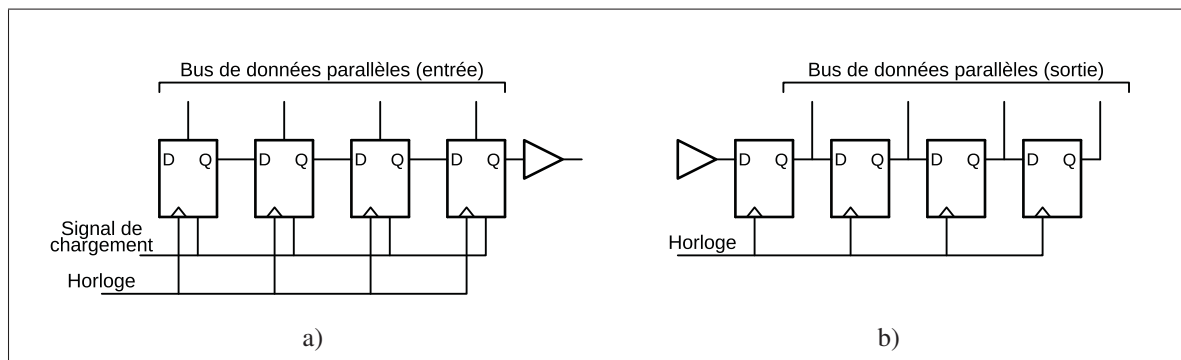 Bus de données parallèles (entrée)
D Q D Q D Q D Q
Signal de
chargement
Horloge
a)
Bus de données parallèles (sortie)
D Q D Q D Q D Q
Horloge
b)